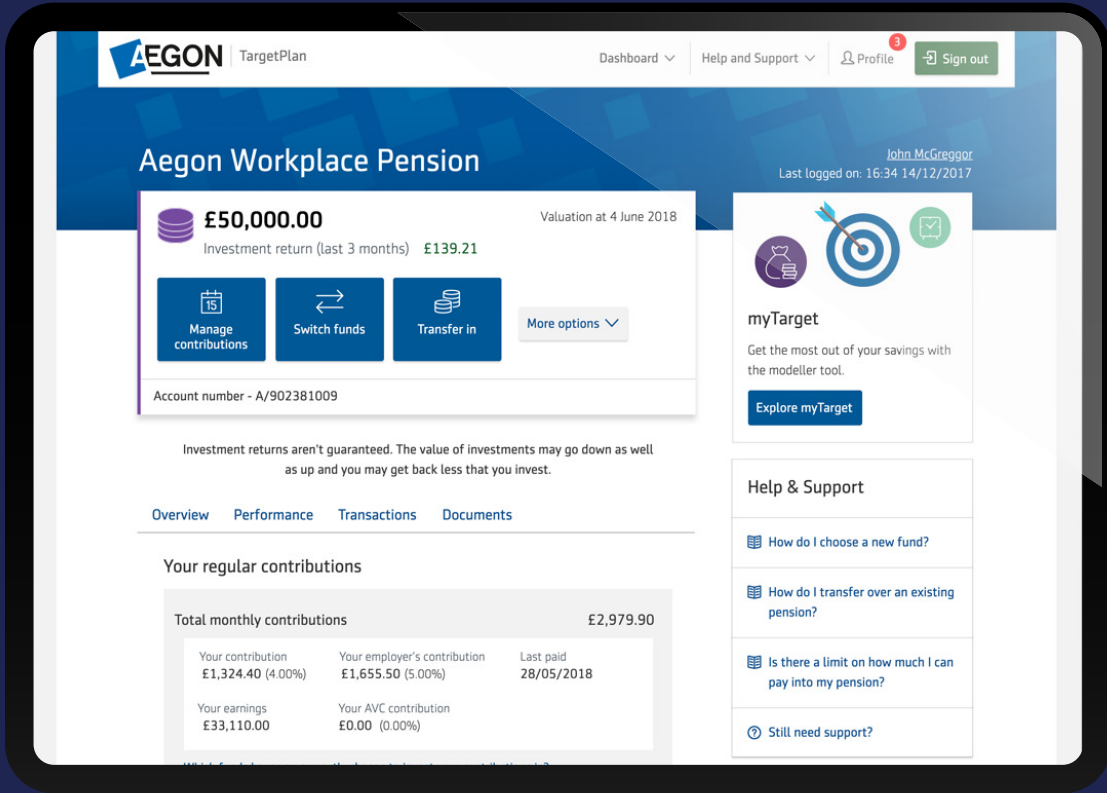 AEGON TargetPlan
Dashboard
Help and Support
Profile
3
Sign out
Aegon Workplace Pension
John McGreggor
Last logged on: 16:34 14/12/2017
£50,000.00
Valuation at 4 June 2018
Investment return (last 3 months) £139.21
15
Manage
contributions
Switch funds
Transfer in
More options
Account number - A/902381009
Investment returns aren't guaranteed. The value of investments may go down as well
as up and you may get back less that you invest.
Overview
Performance
Transactions
Documents
Your regular contributions
Total monthly contributions £2,979.90
Your contribution
£1,324.40 (4.00%)
Your employer's contribution
£1,655.50 (5.00%)
Last paid
28/05/2018
Your earnings
£33,110.00
Your AVC contribution
£0.00 (0.00%)
myTarget
Get the most out of your savings with
the modeller tool.
Explore myTarget
Help & Support
How do I choose a new fund?
How do I transfer over an existing
pension?
Is there a limit on how much I can
pay into my pension?
Still need support?